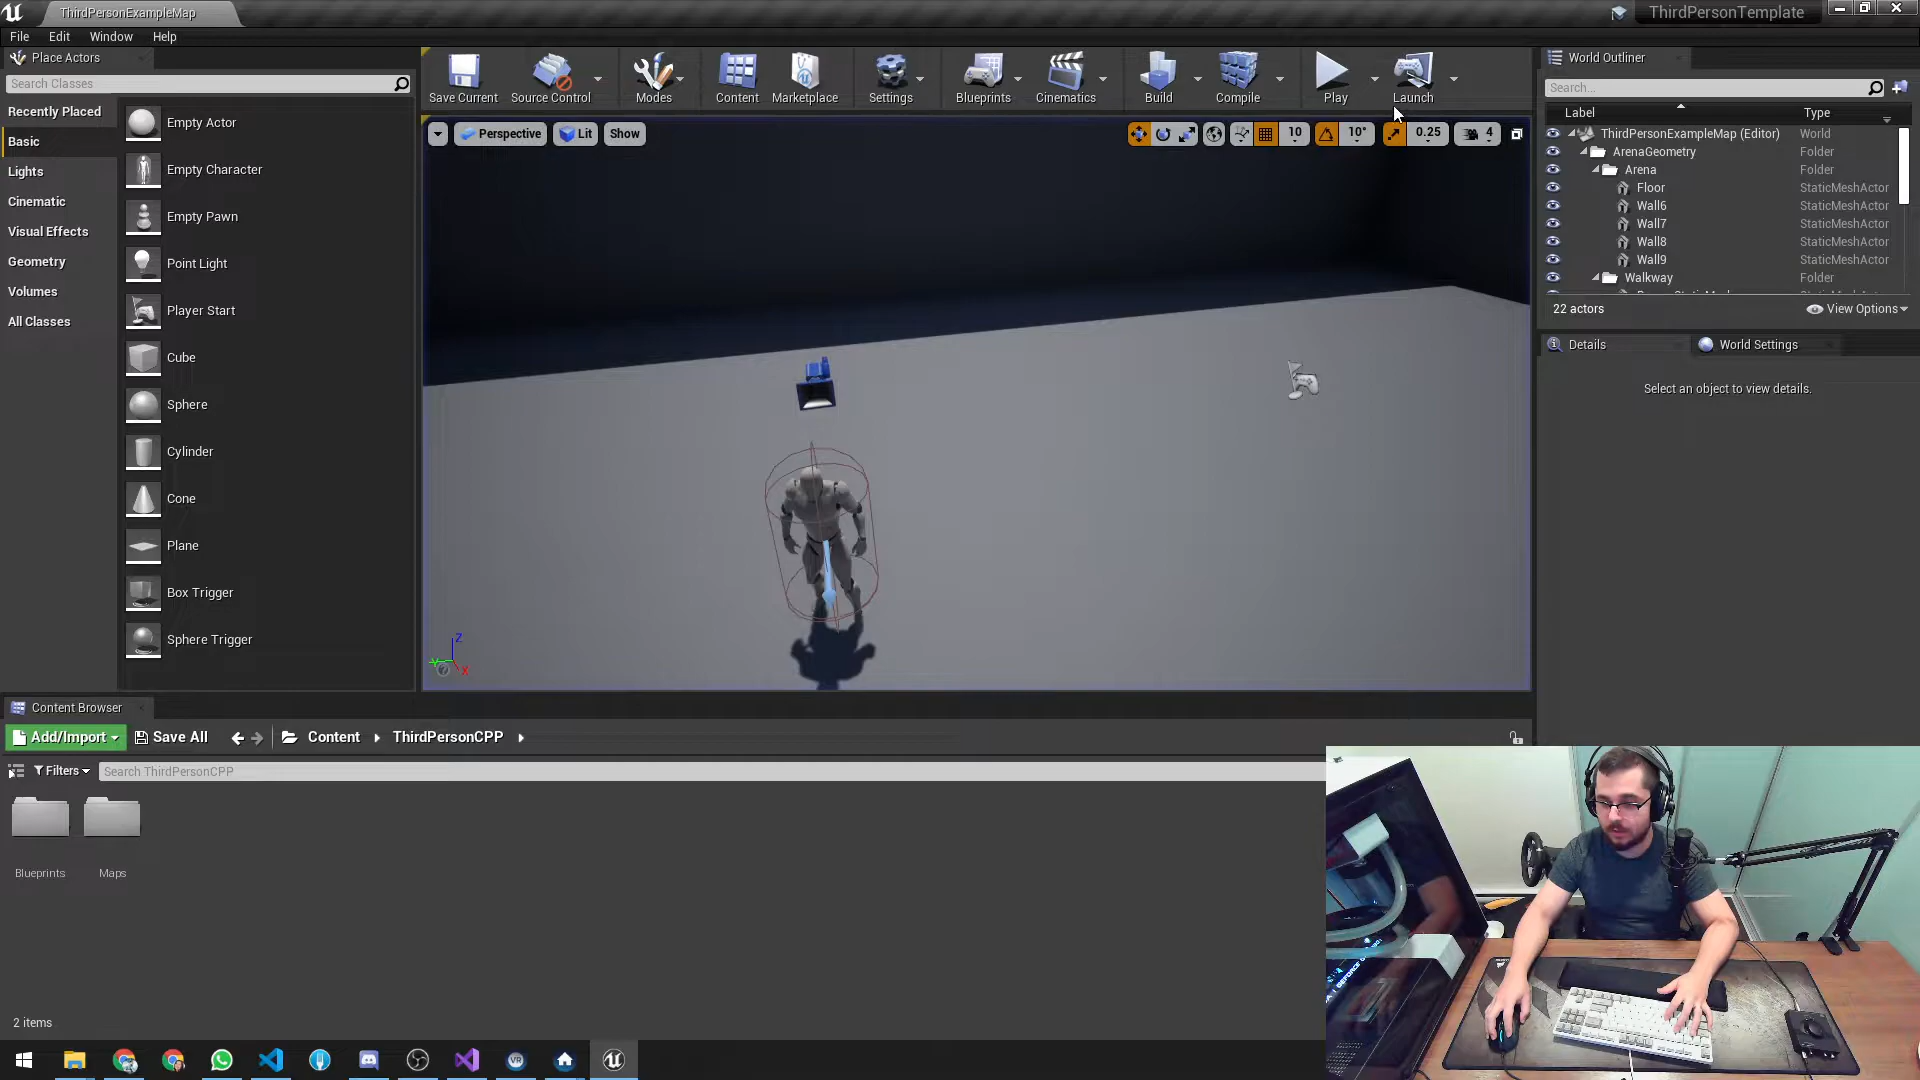 ThirdPersonExampleMap
ThirdPersonTemplate
File
Edit
Window
Help
Place Actors
Search Classes
Recently Placed
Basic
Lights
Cinematic
Visual Effects
Geometry
Volumes
All Classes
Empty Actor
Empty Character
Empty Pawn
Point Light
Player Start
Cube
Sphere
Cylinder
Cone
Plane
Box Trigger
Sphere Trigger
Save Current
Source Control
Modes
Content
Marketplace
Settings
Blueprints
Cinematics
Build
Compile
Play
Launch
Perspective
Lit
Show
10
10°
0.25
4
Z
Y
X
World Outliner
Search...
Label
Type
ThirdPersonExampleMap (Editor) World
ArenaGeometry Folder
Arena Folder
Floor StaticMeshActor
Wall6 StaticMeshActor
Wall7 StaticMeshActor
Wall8 StaticMeshActor
Wall9 StaticMeshActor
Walkway Folder
22 actors
View Options
Details
World Settings
Select an object to view details.
Content Browser
Add/Import
Save All
Content
ThirdPersonCPP
Filters
Search ThirdPersonCPP
Blueprints
Maps
2 items